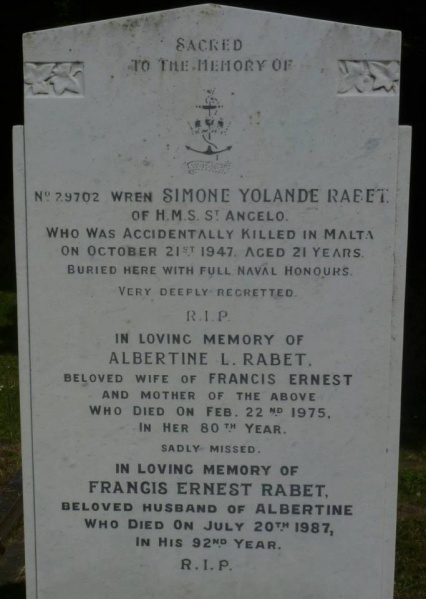 SACRED
TO THE MEMORY OF
No 29702 WREN SIMONE YOLANDE RABET.
OF H.M.S. ST ANGELO.
WHO WAS ACCIDENTALLY KILLED IN MALTA
ON OCTOBER 21ST 1947. AGED 21 YEARS.
BURIED HERE WITH FULL NAVAL HONOURS.
VERY DEEPLY REGRETTED.
R.I.P.
IN LOVING MEMORY OF
ALBERTINE L. RABET,
BELOVED WIFE OF FRANCIS ERNEST
AND MOTHER OF THE ABOVE
WHO DIED ON FEB. 22ND 1975,
IN HER 80TH YEAR.
SADLY MISSED.
IN LOVING MEMORY OF
FRANCIS ERNEST RABET,
BELOVED HUSBAND OF ALBERTINE
WHO DIED ON JULY 20TH 1987,
IN HIS 92ND YEAR.
R.I.P.